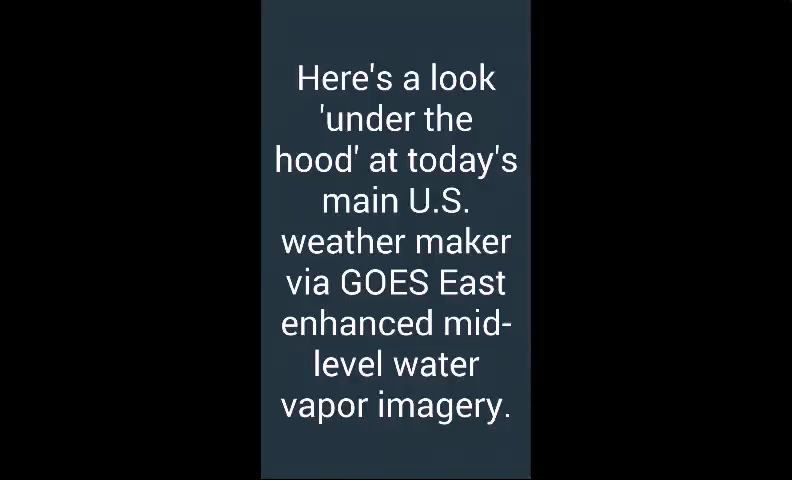 Here's a look
'under the
hood' at today's
main U.S.
weather maker
via GOES East
enhanced mid-
level water
vapor imagery.